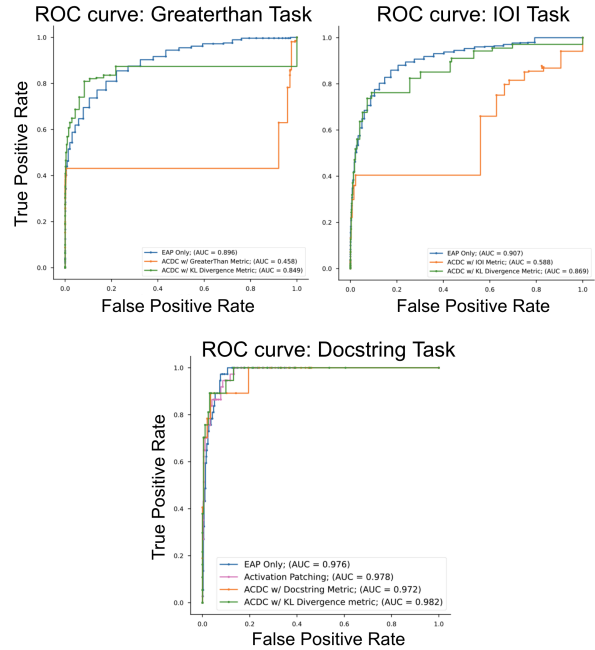 ROC curve: Greaterthan Task
True Positive Rate
1.0
0.8
0.6
0.4
0.2
0.0
EAP Only; (AUC = 0.896)
ACDC w/ GreaterThan Metric; (AUC = 0.458)
ACDC w/ KL Divergence Metric; (AUC = 0.849)
0.0 0.2 0.4 0.6 0.8 1.0
False Positive Rate
ROC curve: IOI Task
1.0
0.8
0.6
0.4
0.2
0.0
EAP Only; (AUC = 0.907)
ACDC w/ IOI Metric; (AUC = 0.588)
ACDC w/ KL Divergence Metric; (AUC = 0.869)
0.0 0.2 0.4 0.6 0.8 1.0
False Positive Rate
ROC curve: Docstring Task
True Positive Rate
1.0
0.8
0.6
0.4
0.2
0.0
EAP Only; (AUC = 0.976)
Activation Patching; (AUC = 0.978)
ACDC w/ Docstring Metric; (AUC = 0.972)
ACDC w/ KL Divergence metric; (AUC = 0.982)
0.0 0.2 0.4 0.6 0.8 1.0
False Positive Rate